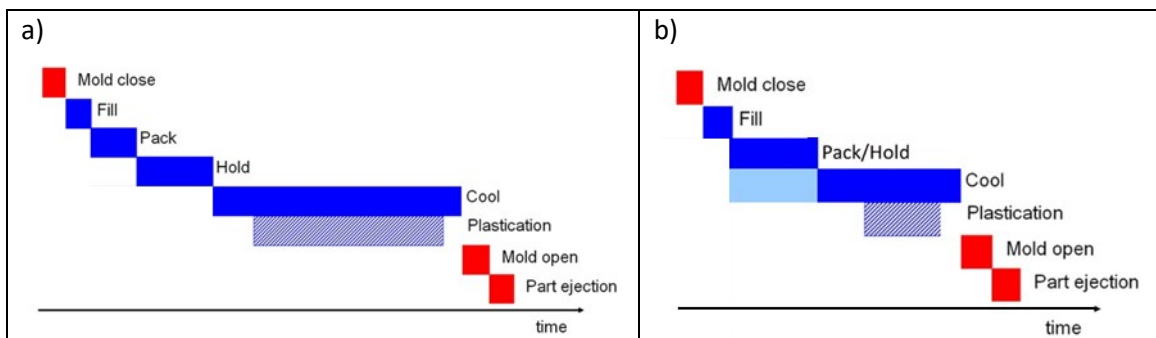 a)
Mold close
Fill
Pack
Hold
Cool
Plastication
Mold open
Part ejection
time
b)
Mold close
Fill
Pack/Hold
Cool
Plastication
Mold open
Part ejection
time